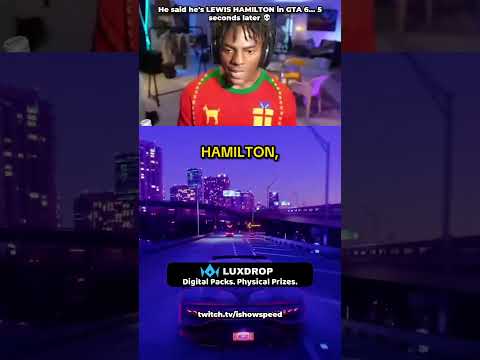 He said he's LEWIS HAMILTON in GTA 6... 5
seconds later 💀
HAMILTON,
LUXDROP
Digital Packs. Physical Prizes.
twitch.tv/ishowspeed